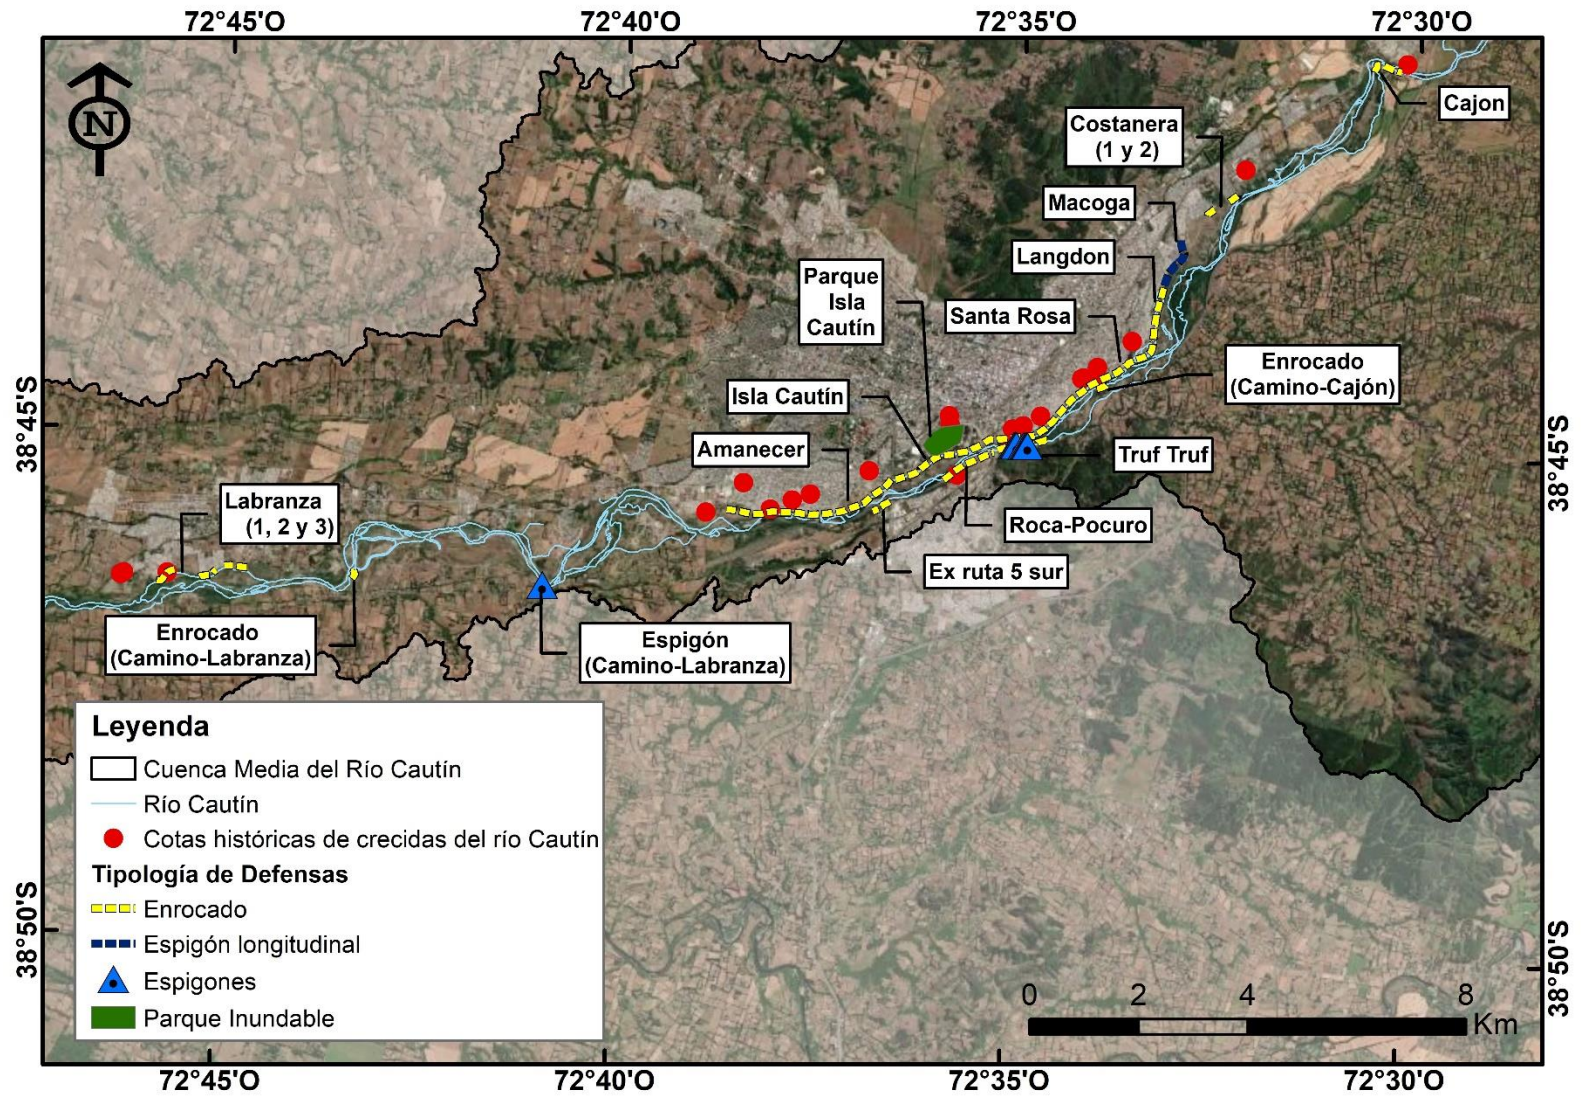 72°45'O
72°40'O
72°35'O
72°30'O
N
Cajon
Costanera
(1 y 2)
Macoga
Langdon
Parque
Isla
Cautín
Santa Rosa
Enrocado
(Camino-Cajón)
Isla Cautín
38°45'S
38°45'S
Amanecer
Truf Truf
Labranza
(1, 2 y 3)
Roca-Pocuro
Ex ruta 5 sur
Enrocado
(Camino-Labranza)
Espigón
(Camino-Labranza)
Leyenda
Cuenca Media del Río Cautín
Río Cautín
Cotas históricas de crecidas del río Cautín
Tipología de Defensas
Enrocado
Espigón longitudinal
Espigones
Parque Inundable
38°50'S
38°50'S
0 2 4 8
Km
72°45'O
72°40'O
72°35'O
72°30'O